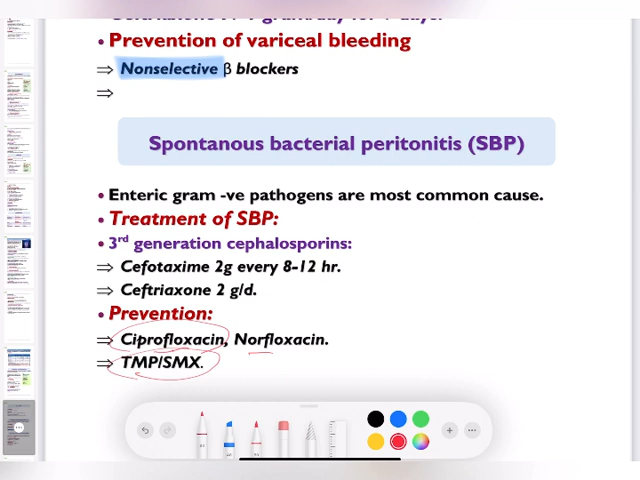 • Prevention of variceal bleeding
⇒ Nonselective β blockers
⇒
Spontanous bacterial peritonitis (SBP)
• Enteric gram -ve pathogens are most common cause.
• Treatment of SBP:
• 3rd generation cephalosporins:
⇒ Cefotaxime 2g every 8-12 hr.
⇒ Ceftriaxone 2 g/d.
• Prevention:
⇒ Ciprofloxacin, Norfloxacin.
⇒ TMP/SMX.